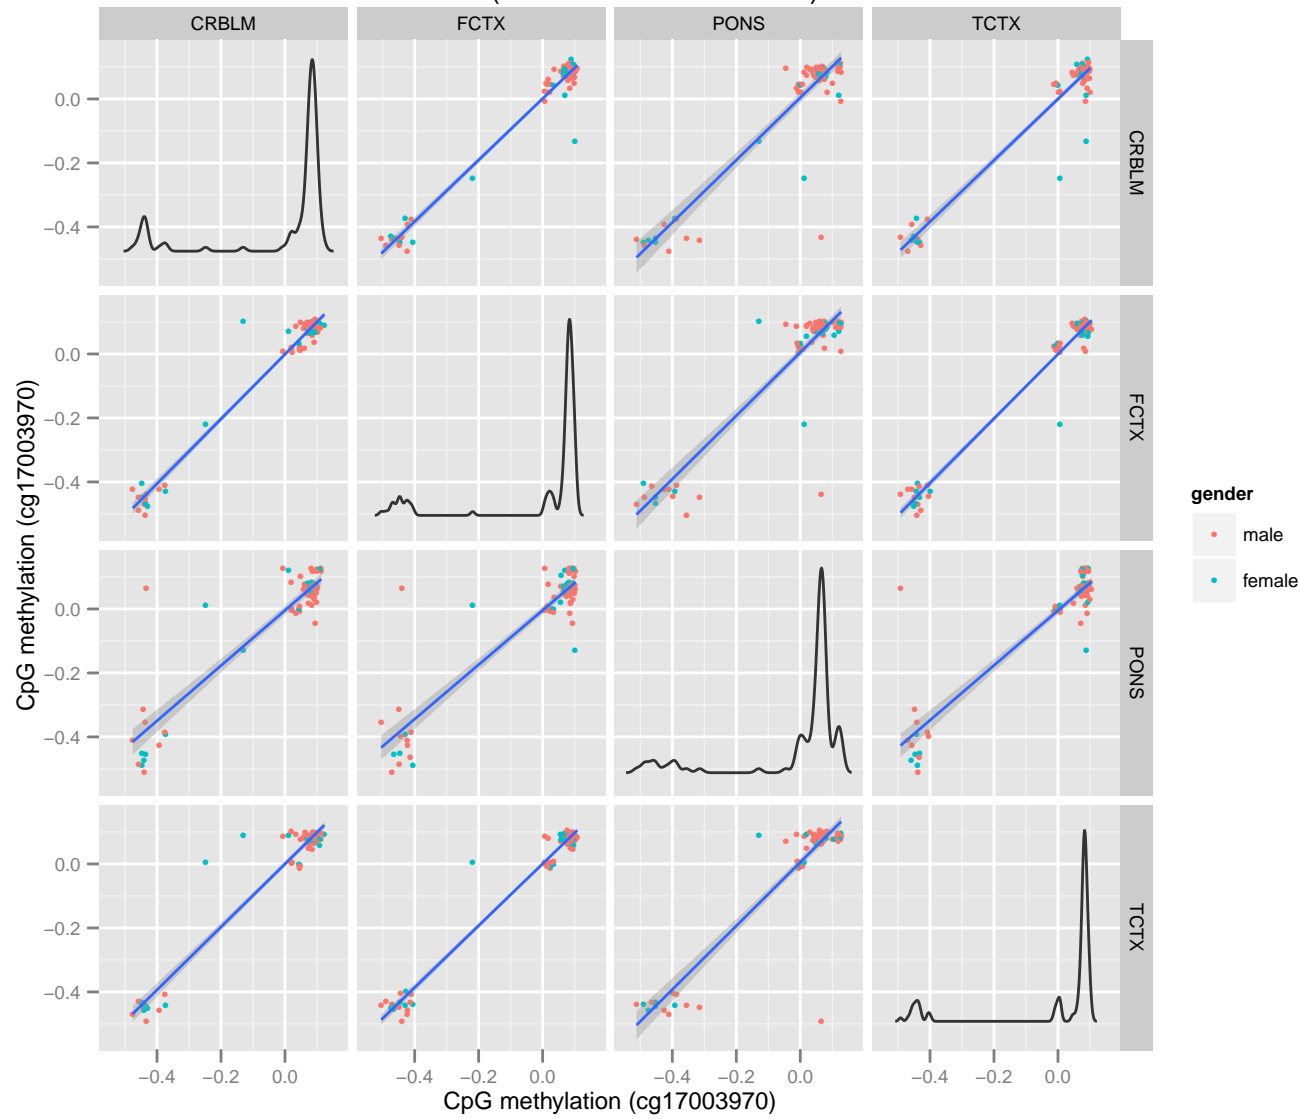 CRBLM FCTX PONS TCTX
0.0
−0.2
−0.4
CRBLM
0.0
−0.2
−0.4
FCTX
0.0
−0.2
−0.4
PONS
0.0
−0.2
−0.4
TCTX
CpG methylation (cg17003970)
−0.4 −0.2 0.0 −0.4 −0.2 0.0 −0.4 −0.2 0.0 −0.4 −0.2 0.0
CpG methylation (cg17003970)
gender
male
female